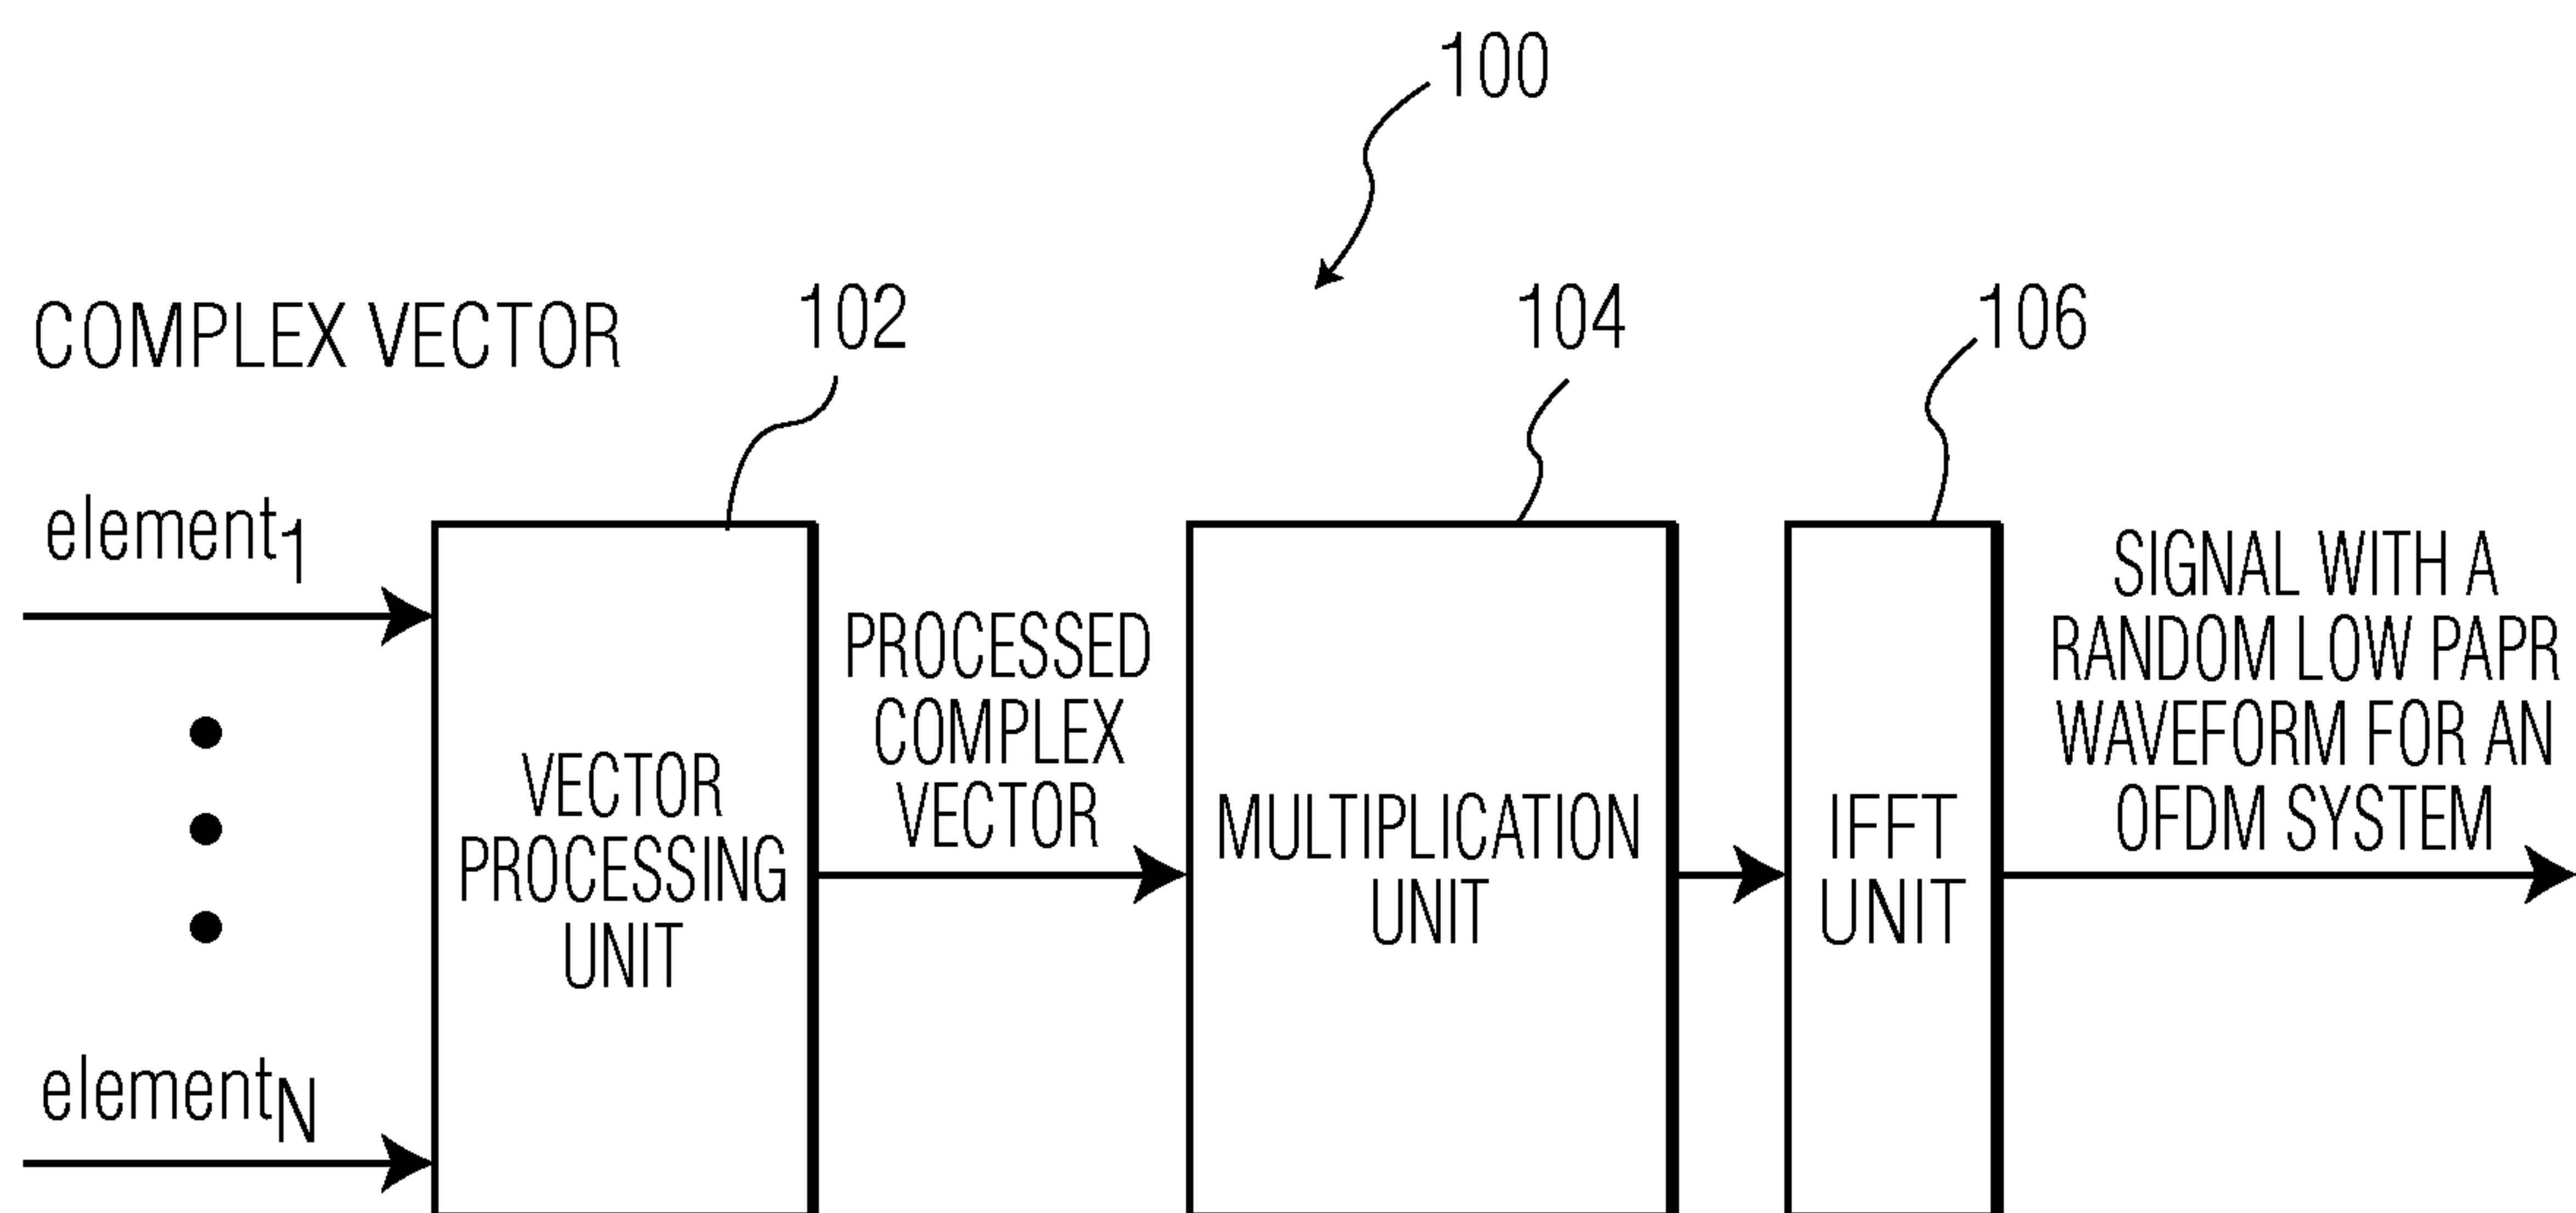 100
COMPLEX VECTOR
102
104
106
element1
elementN
VECTOR
PROCESSING
UNIT
PROCESSED
COMPLEX
VECTOR
MULTIPLICATION
UNIT
IFFT
UNIT
SIGNAL WITH A
RANDOM LOW PAPR
WAVEFORM FOR AN
OFDM SYSTEM